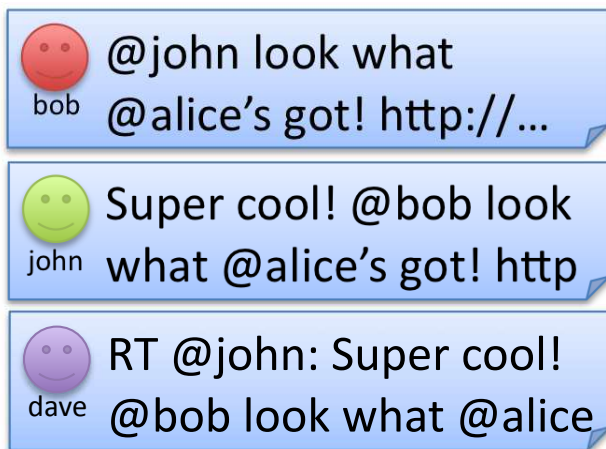 @john look what
bob
@alice’s got! http://...
Super cool! @bob look
john
what @alice’s got! http
RT @john: Super cool!
dave
@bob look what @alice